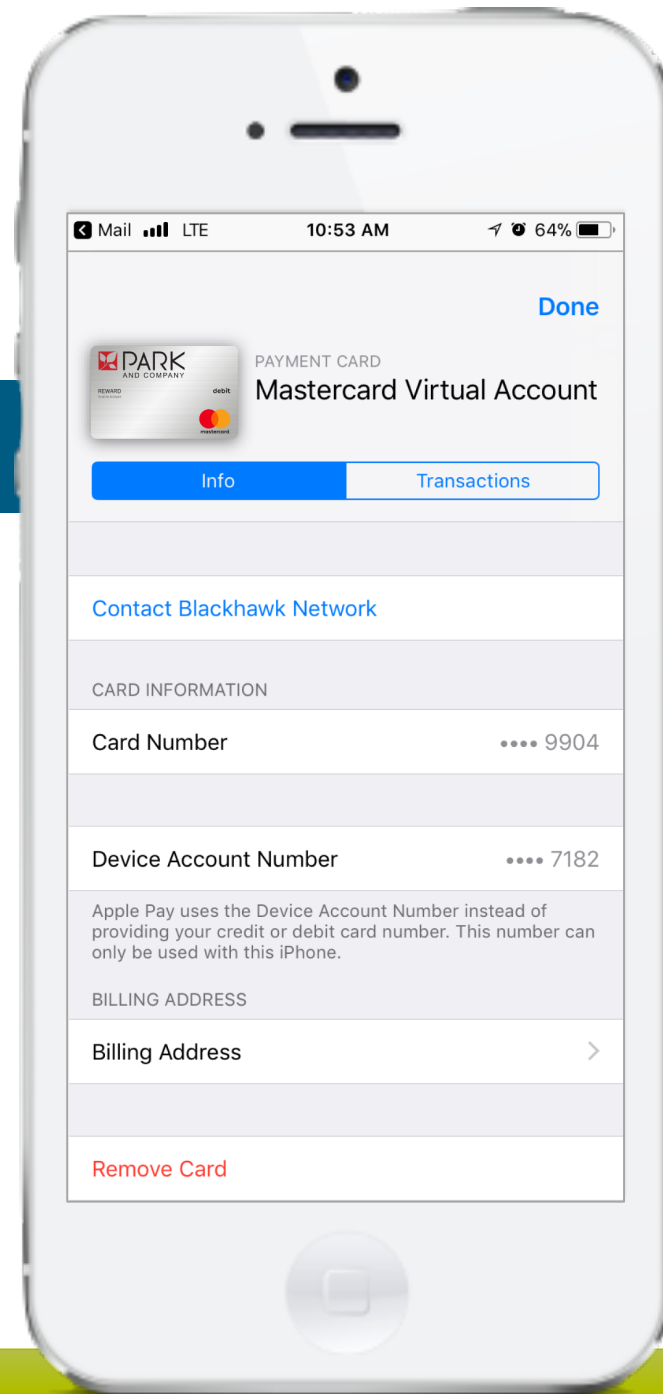 Mail LTE 10:53 AM 64%
Done
PARK
AND COMPANY
REWARD debit
mastercard
PAYMENT CARD
Mastercard Virtual Account
Info Transactions
Contact Blackhawk Network
CARD INFORMATION
Card Number •••• 9904
Device Account Number •••• 7182
Apple Pay uses the Device Account Number instead of
providing your credit or debit card number. This number can
only be used with this iPhone.
BILLING ADDRESS
Billing Address
Remove Card